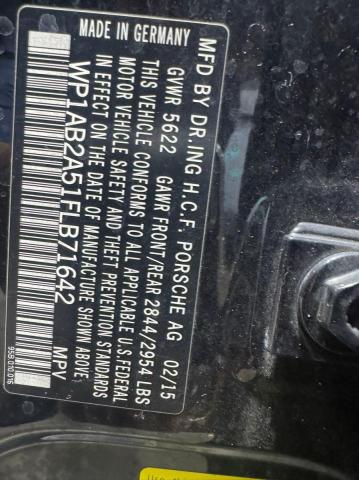 MADE IN GERMANY
MFD BY DR.ING H.C.F. PORSCHE AG 02/15
GVWR 5622 GAWR FRONT/REAR 2844/2954 LBS
THIS VEHICLE CONFORMS TO ALL APPLICABLE U.S.FEDERAL
MOTOR VEHICLE SAFETY AND THEFT PREVENTION STANDARDS
IN EFFECT ON THE DATE OF MANUFACTURE SHOWN ABOVE
WP1AB2A51FLB71642 MPV